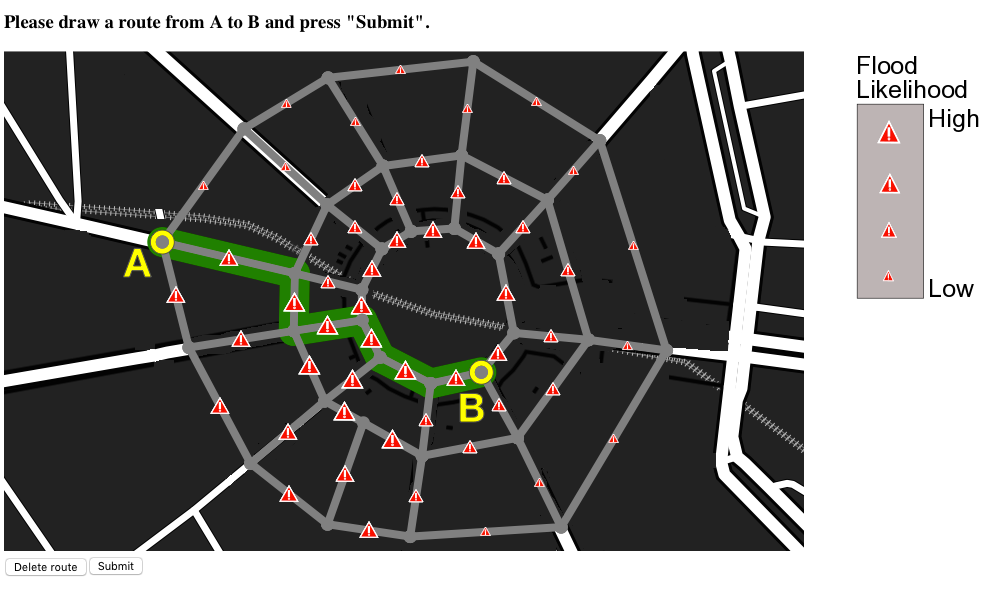 Please draw a route from A to B and press "Submit".
Flood
Likelihood
High
Low
A
B
Delete route
Submit